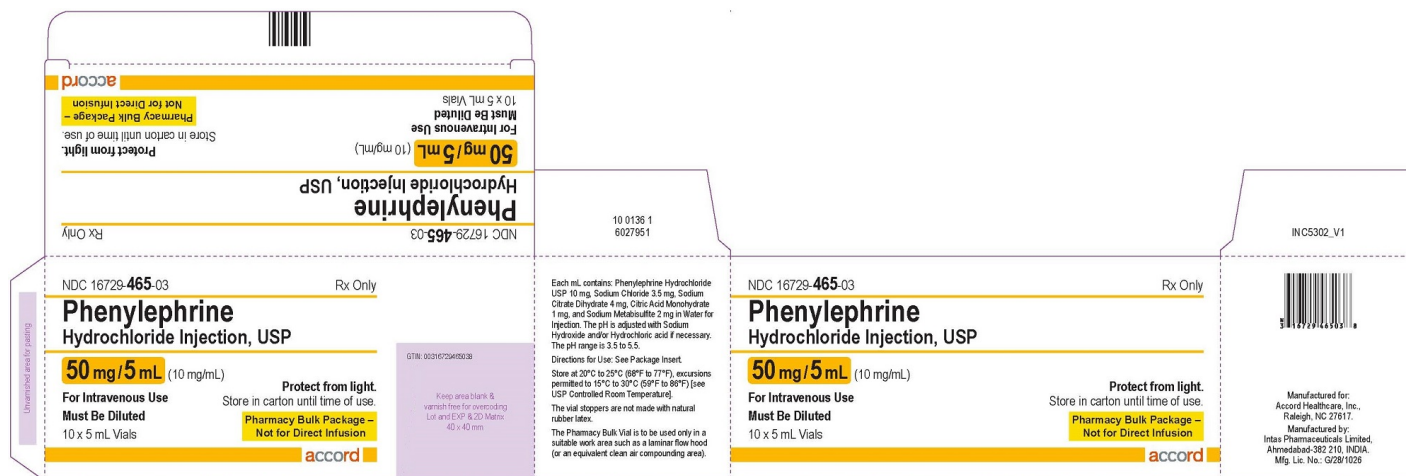 accord
Pharmacy Bulk Package –
Not for Direct Infusion
Protect from light.
Store in carton until time of use.
10 x 5 mL Vials
Must Be Diluted
For Intravenous Use
50 mg/5 mL (10 mg/mL)
Phenylephrine
Hydrochloride Injection, USP
NDC 16729-465-03
Rx Only
10 0136 1
6027951
INC5302_V1
Unvarnished area for pasting
NDC 16729-465-03
Rx Only
Phenylephrine
Hydrochloride Injection, USP
50 mg/5 mL (10 mg/mL)
For Intravenous Use
Must Be Diluted
10 x 5 mL Vials
Protect from light.
Store in carton until time of use.
Pharmacy Bulk Package –
Not for Direct Infusion
accord
GTIN: 00316729465038
Keep area blank &
varnish free for overcoding
Lot and EXP & 2D Matrix
40 x 40 mm
Each mL contains: Phenylephrine Hydrochloride
USP 10 mg, Sodium Chloride 3.5 mg, Sodium
Citrate Dihydrate 4 mg, Citric Acid Monohydrate
1 mg, and Sodium Metabisulfite 2 mg in Water for
Injection. The pH is adjusted with Sodium
Hydroxide and/or Hydrochloric acid if necessary.
The pH range is 3.5 to 5.5.
Directions for Use: See Package Insert.
Store at 20°C to 25°C (68°F to 77°F), excursions
permitted to 15°C to 30°C (59°F to 86°F) [see
USP Controlled Room Temperature].
The vial stoppers are not made with natural
rubber latex.
The Pharmacy Bulk Vial is to be used only in a
suitable work area such as a laminar flow hood
(or an equivalent clean air compounding area).
NDC 16729-465-03
Rx Only
Phenylephrine
Hydrochloride Injection, USP
50 mg/5 mL (10 mg/mL)
For Intravenous Use
Must Be Diluted
10 x 5 mL Vials
Protect from light.
Store in carton until time of use.
Pharmacy Bulk Package –
Not for Direct Infusion
accord
N
3 16729 46503 8
Manufactured for:
Accord Healthcare, Inc.,
Raleigh, NC 27617.
Manufactured by:
Intas Pharmaceuticals Limited,
Ahmedabad-382 210, INDIA.
Mfg. Lic. No.: G/28/1026